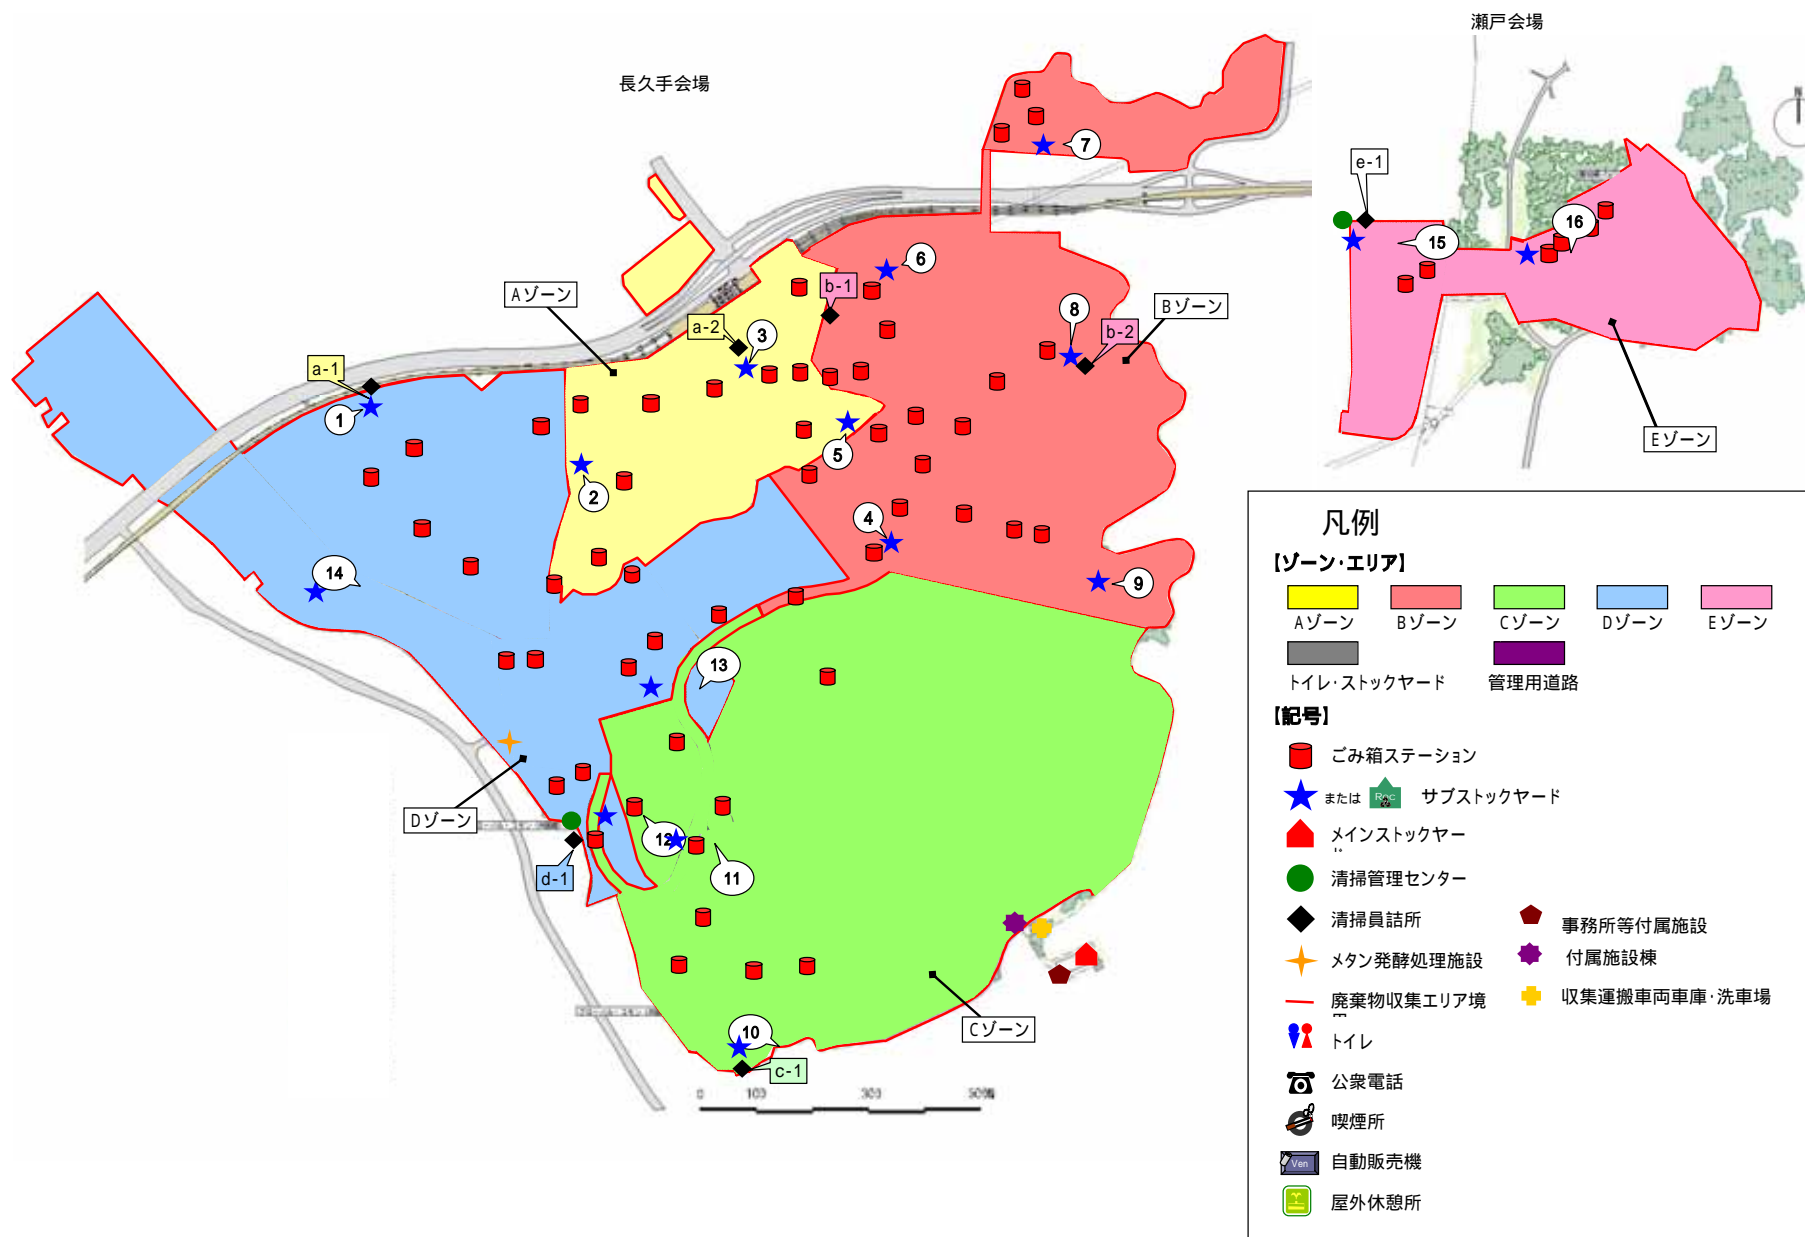 瀬戸会場
長久手会場
N
7
e-1
15
16
6
b-1
Aゾーン
8
b-2
Bゾーン
a-2
3
a-1
1
5
2
Eゾーン
4
14
9
13
Dゾーン
12
11
d-1
10
c-1
Cゾーン
0 100 300
凡例
【ゾーン・エリア】
Aゾーン Bゾーン Cゾーン Dゾーン Eゾーン
トイレ・ストックヤード 管理用道路
【記号】
ごみ箱ステーション
または Rec サブストックヤード
メインストックヤー
清掃管理センター
清掃員詰所 事務所等付属施設
メタン発酵処理施設 付属施設棟
廃棄物収集エリア境 収集運搬車両車庫・洗車場
トイレ
公衆電話
喫煙所
Ven 自動販売機
屋外休憩所